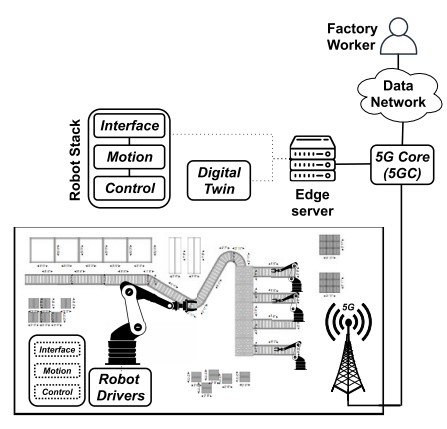 Factory
Worker
Data
Network
Robot Stack
Interface
Motion
Control
Digital
Twin
Edge
server
5G Core
(5GC)
5G
Interface
Motion
Control
Robot
Drivers